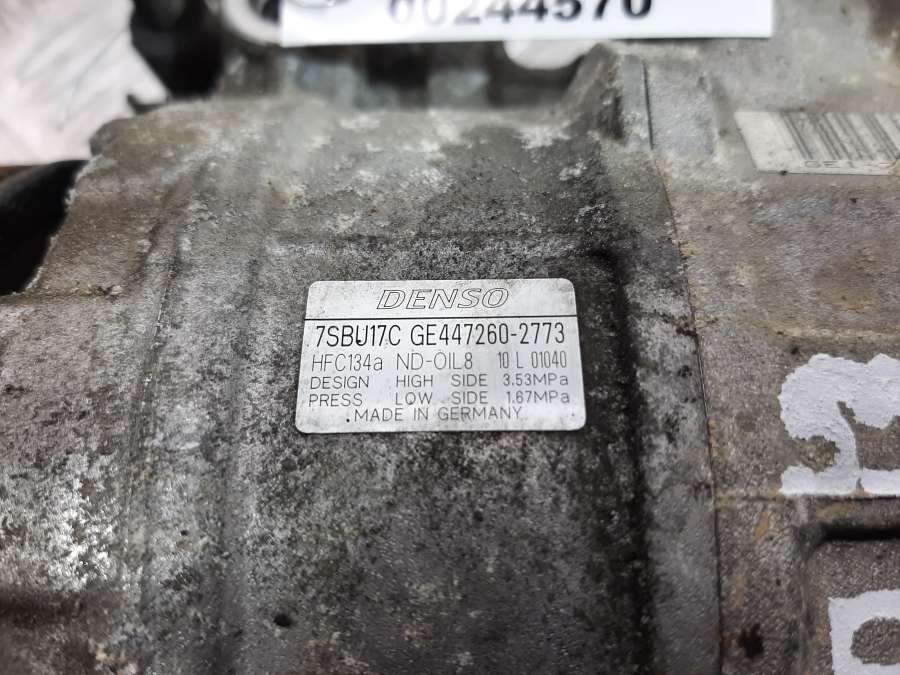 00244570
DENSO
7SBU17C GE447260-2773
HFC134a ND-OIL8 10 L 01040
DESIGN HIGH SIDE 3.53MPa
PRESS LOW SIDE 1.67MPa
MADE IN GERMANY